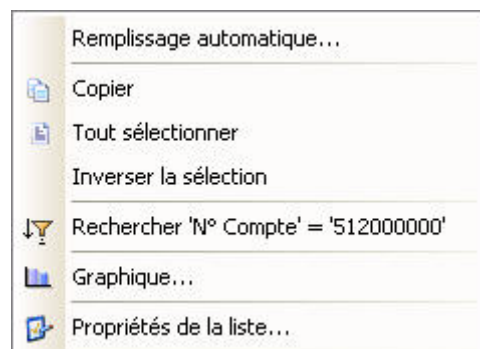 Remplissage automatique...
Copier
Tout sélectionner
Inverser la sélection
Rechercher 'N° Compte' = '512000000'
Graphique...
Propriétés de la liste...